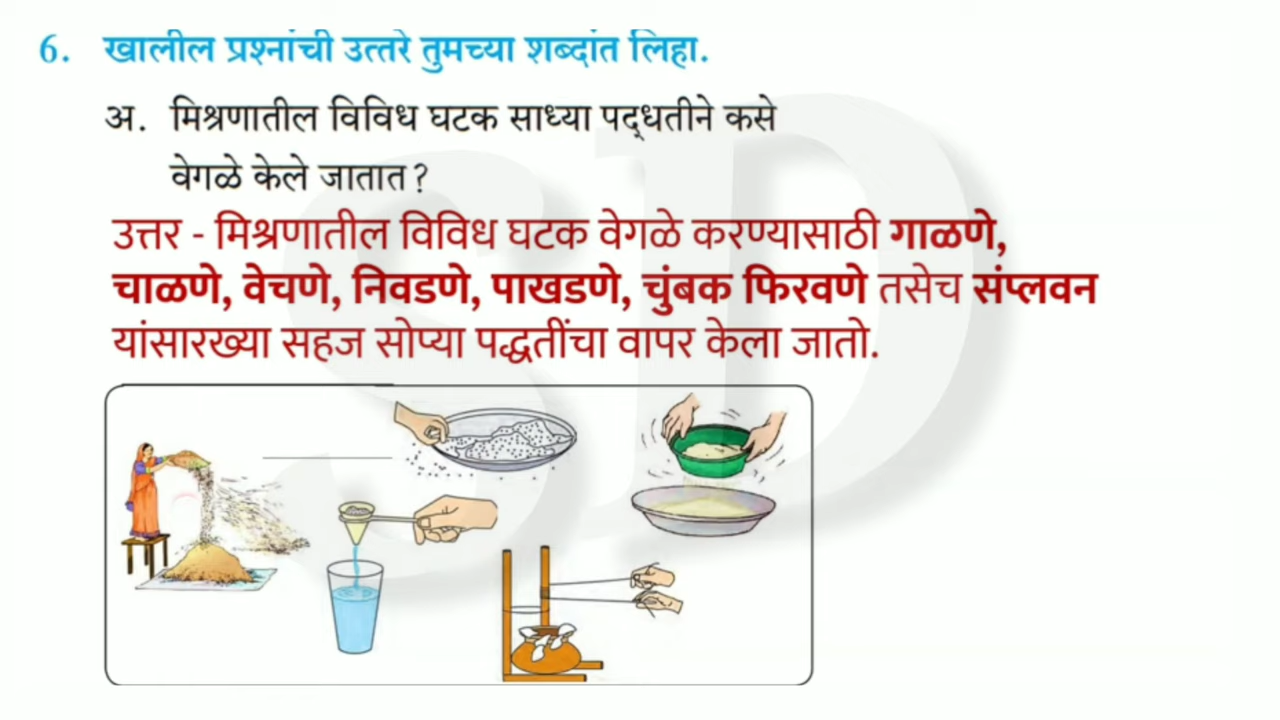 6. खालील प्रश्नांची उत्तरे तुमच्या शब्दांत लिहा.
अ. मिश्रणातील विविध घटक साध्या पद्धतीने कसे
वेगळे केले जातात ?
उत्तर - मिश्रणातील विविध घटक वेगळे करण्यासाठी गाळणे,
चाळणे, वेचणे, निवडणे, पाखडणे, चुंबक फिरवणे तसेच संप्लवन
यांसारख्या सहज सोप्या पद्धतींचा वापर केला जातो.
SD